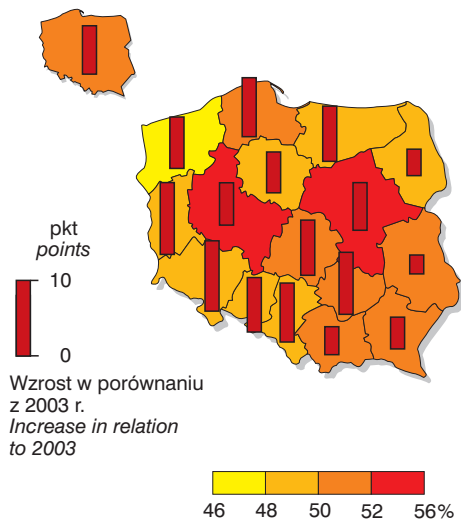 pkt
points
10
0
Wzrost w porównaniu
z 2003 r.
Increase in relation
to 2003
46 48 50 52 56%